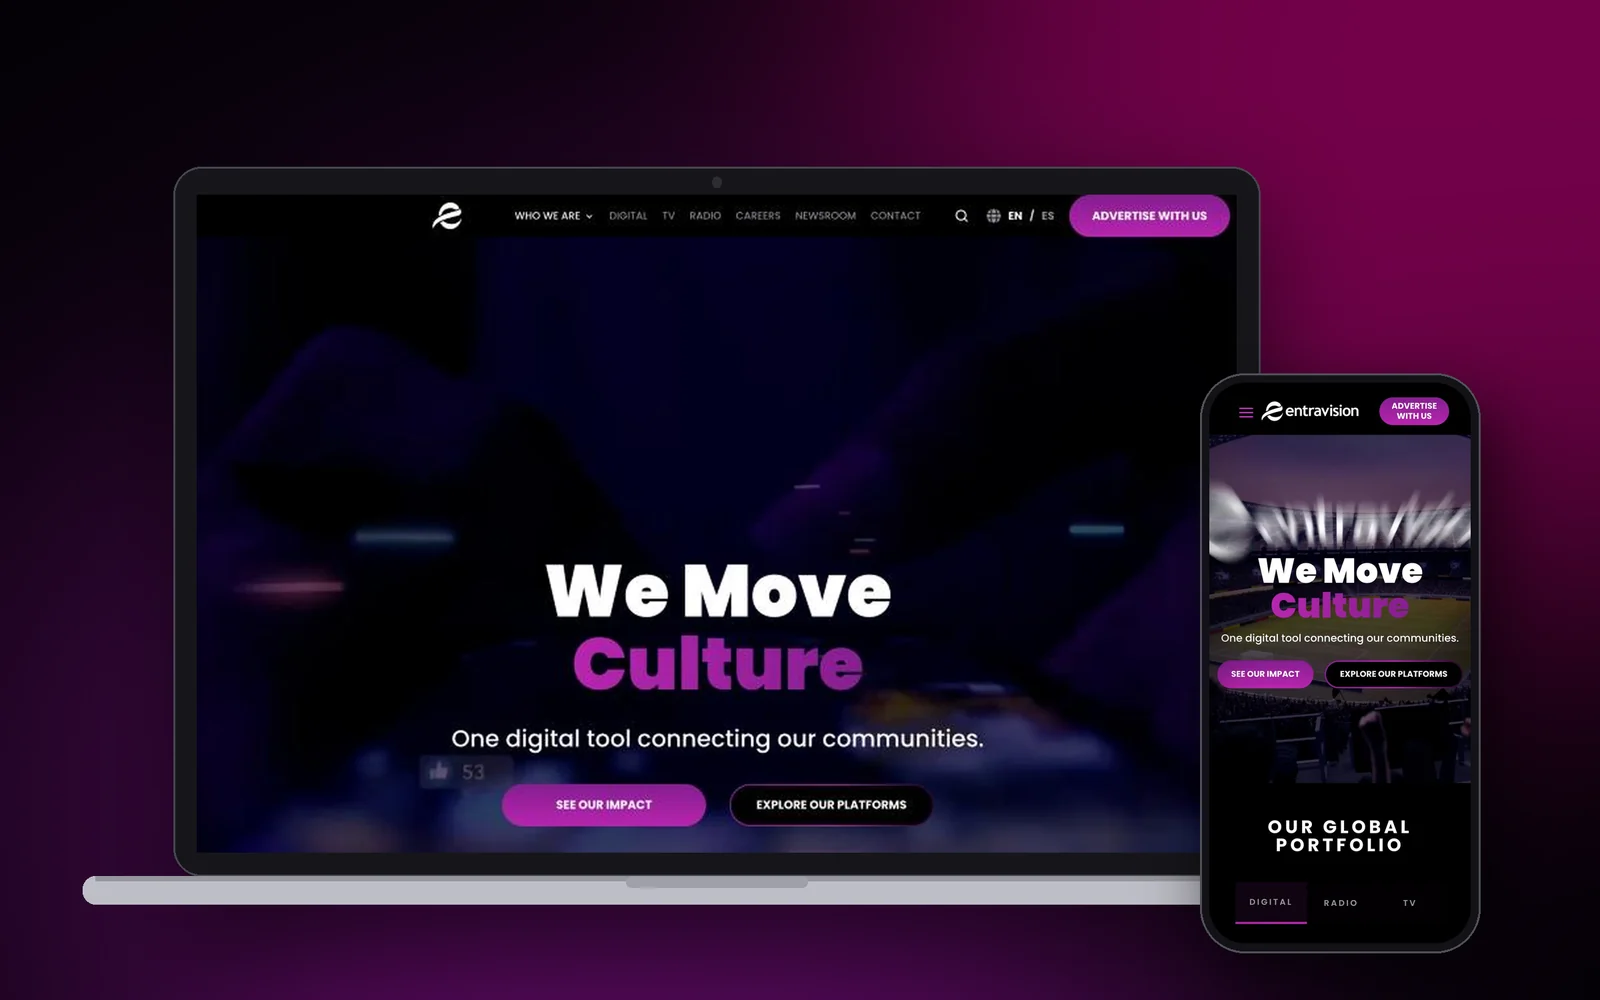 WHO WE ARE DIGITAL TV RADIO CAREERS NEWSROOM CONTACT EN / ES ADVERTISE WITH US
We Move
Culture
One digital tool connecting our communities.
53
SEE OUR IMPACT EXPLORE OUR PLATFORMS
entravision
ADVERTISE
WITH US
We Move
Culture
One digital tool connecting our communities.
SEE OUR IMPACT EXPLORE OUR PLATFORMS
OUR GLOBAL
PORTFOLIO
DIGITAL RADIO TV